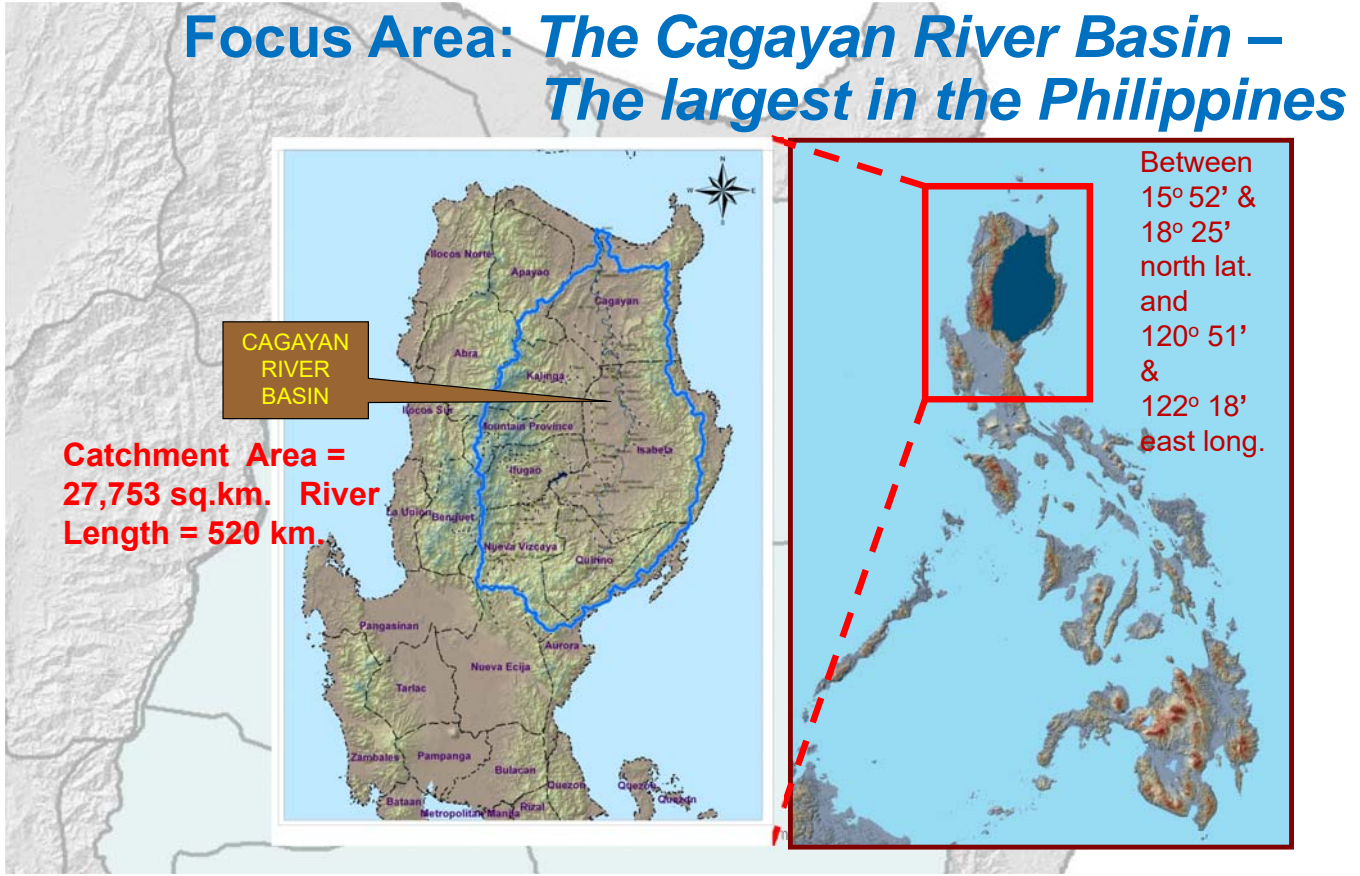 Focus Area: The Cagayan River Basin –
The largest in the Philippines
CAGAYAN
RIVER
BASIN
Catchment Area =
27,753 sq.km. River
Length = 520 km.
N
W
E
S
Ilocos Norte
Apayao
Cagayan
Abra
Kalinga
Ilocos Sur
Mountain Province
Isabela
Ifugao
La Union
Benguet
Nueva Vizcaya
Quirino
Pangasinan
Aurora
Nueva Ecija
Tarlac
Zambales
Pampanga
Bulacan
Quezon
Quezon
Quezon
Bataan
Metropolitan Manila
Rizal
Between
15° 52' &
18° 25'
north lat.
and
120° 51'
&
122° 18'
east long.